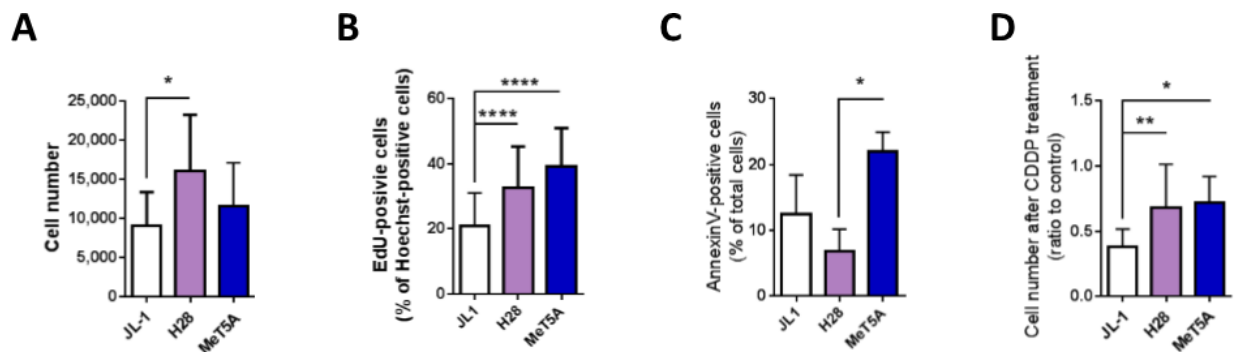 A
Cell number
25,000
20,000
15,000
10,000
5,000
0
*
JL-1
H28
MeT5A
B
EdU-posivie cells
(% of Hoechst-positive cells)
60
40
20
0
****
****
JL1
H28
MeT5A
C
AnnexinV-positive cells
(% of total cells)
30
20
10
0
*
JL1
H28
MeT5A
D
Cell number after CDDP treatment
(ratio to control)
1.5
1.0
0.5
0.0
*
**
JL-1
H28
MeT5A